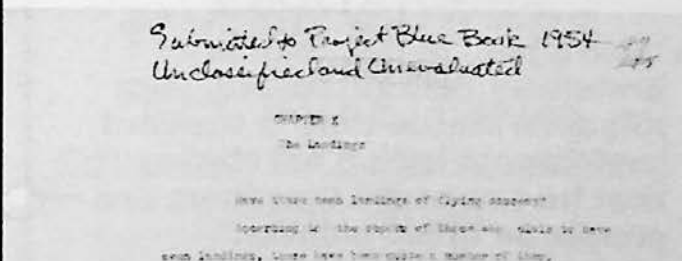 Submitted to Project Blue Book 1954
Unclassified and Unevaluated
CHAPTER X
The Landings
Have there been landings of flying saucers?
According to the report of those who claim to have
seen landings, there have been quite a number of them.